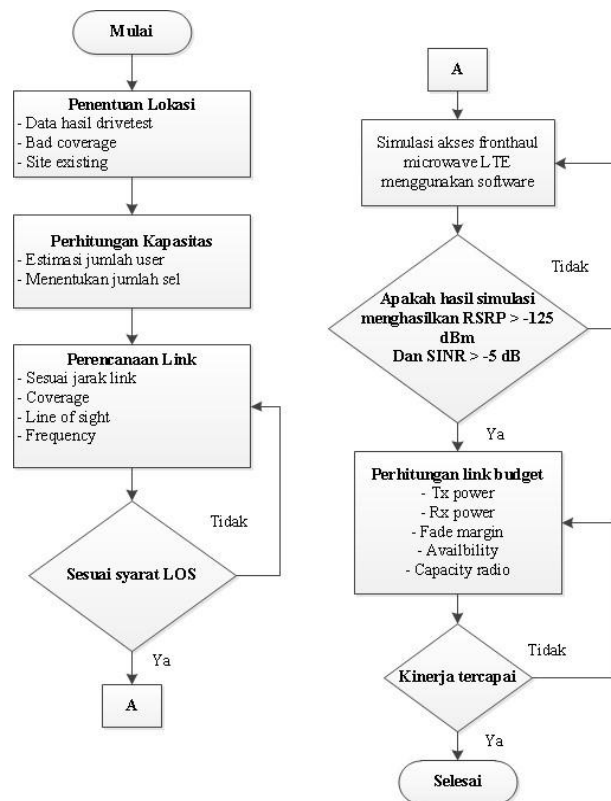 Mulai
Penentuan Lokasi
- Data hasil drivetest
- Bad coverage
- Site existing
Perhitungan Kapasitas
- Estimasi jumlah user
- Menentukan jumlah sel
Perencanaan Link
- Sesuai jarak link
- Coverage
- Line of sight
- Frequency
Tidak
Sesuai syarat LOS
Ya
A
A
Simulasi akses fronthaul
microwave LTE
menggunakan software
Tidak
Apakah hasil simulasi
menghasilkan RSRP > -125
dBm
Dan SINR > -5 dB
Ya
Perhitungan link budget
- Tx power
- Rx power
- Fade margin
- Availbility
- Capacity radio
Tidak
Kinerja tercapai
Ya
Selesai